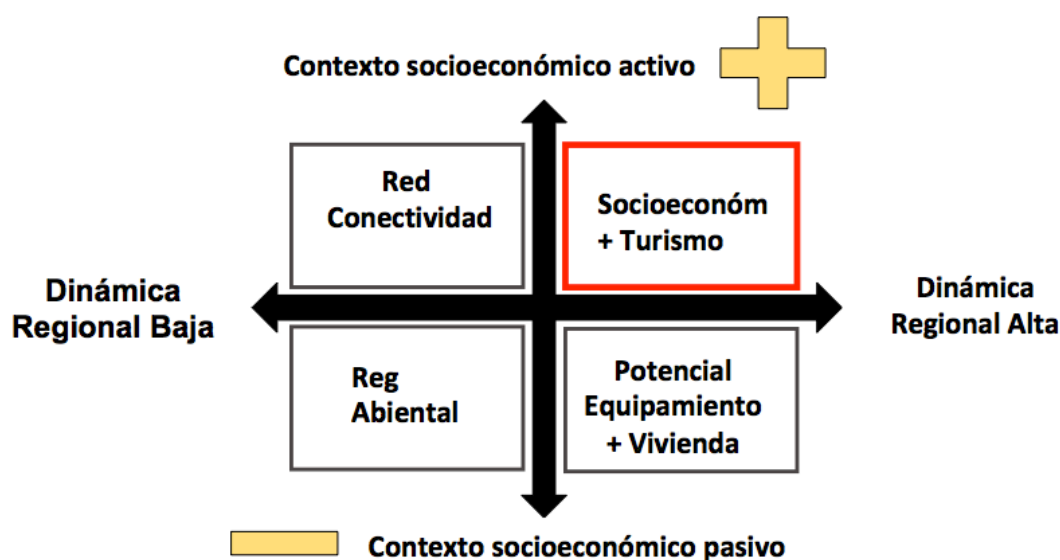 Contexto socioeconómico activo
Red
Conectividad
Socioeconóm
+ Turismo
Dinámica
Regional Baja
Dinámica
Regional Alta
Reg
Abiental
Potencial
Equipamiento
+ Vivienda
Contexto socioeconómico pasivo